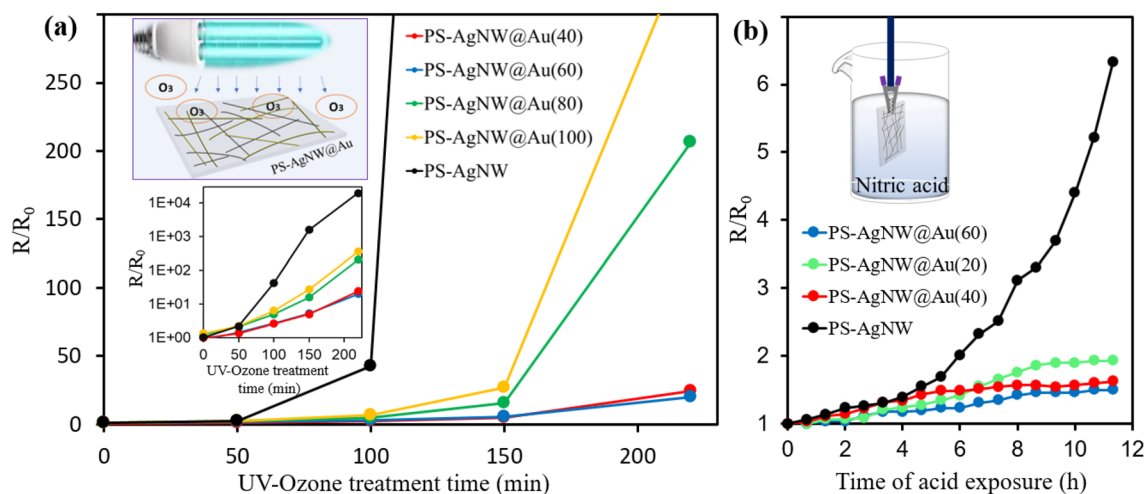 (a)
300
250
200
150
100
50
0
R/R0
0
50
100
150
200
UV-Ozone treatment time (min)
O3
O3
O3
O3
PS-AgNW@Au
PS-AgNW@Au(40)
PS-AgNW@Au(60)
PS-AgNW@Au(80)
PS-AgNW@Au(100)
PS-AgNW
1E+04
1E+03
1E+02
1E+01
1E+00
R/R0
0
50
100
150
200
UV-Ozone treatment
time (min)
(b)
6
5
4
3
2
1
R/R0
Nitric acid
PS-AgNW@Au(60)
PS-AgNW@Au(20)
PS-AgNW@Au(40)
PS-AgNW
0
2
4
6
8
10
12
Time of acid exposure (h)